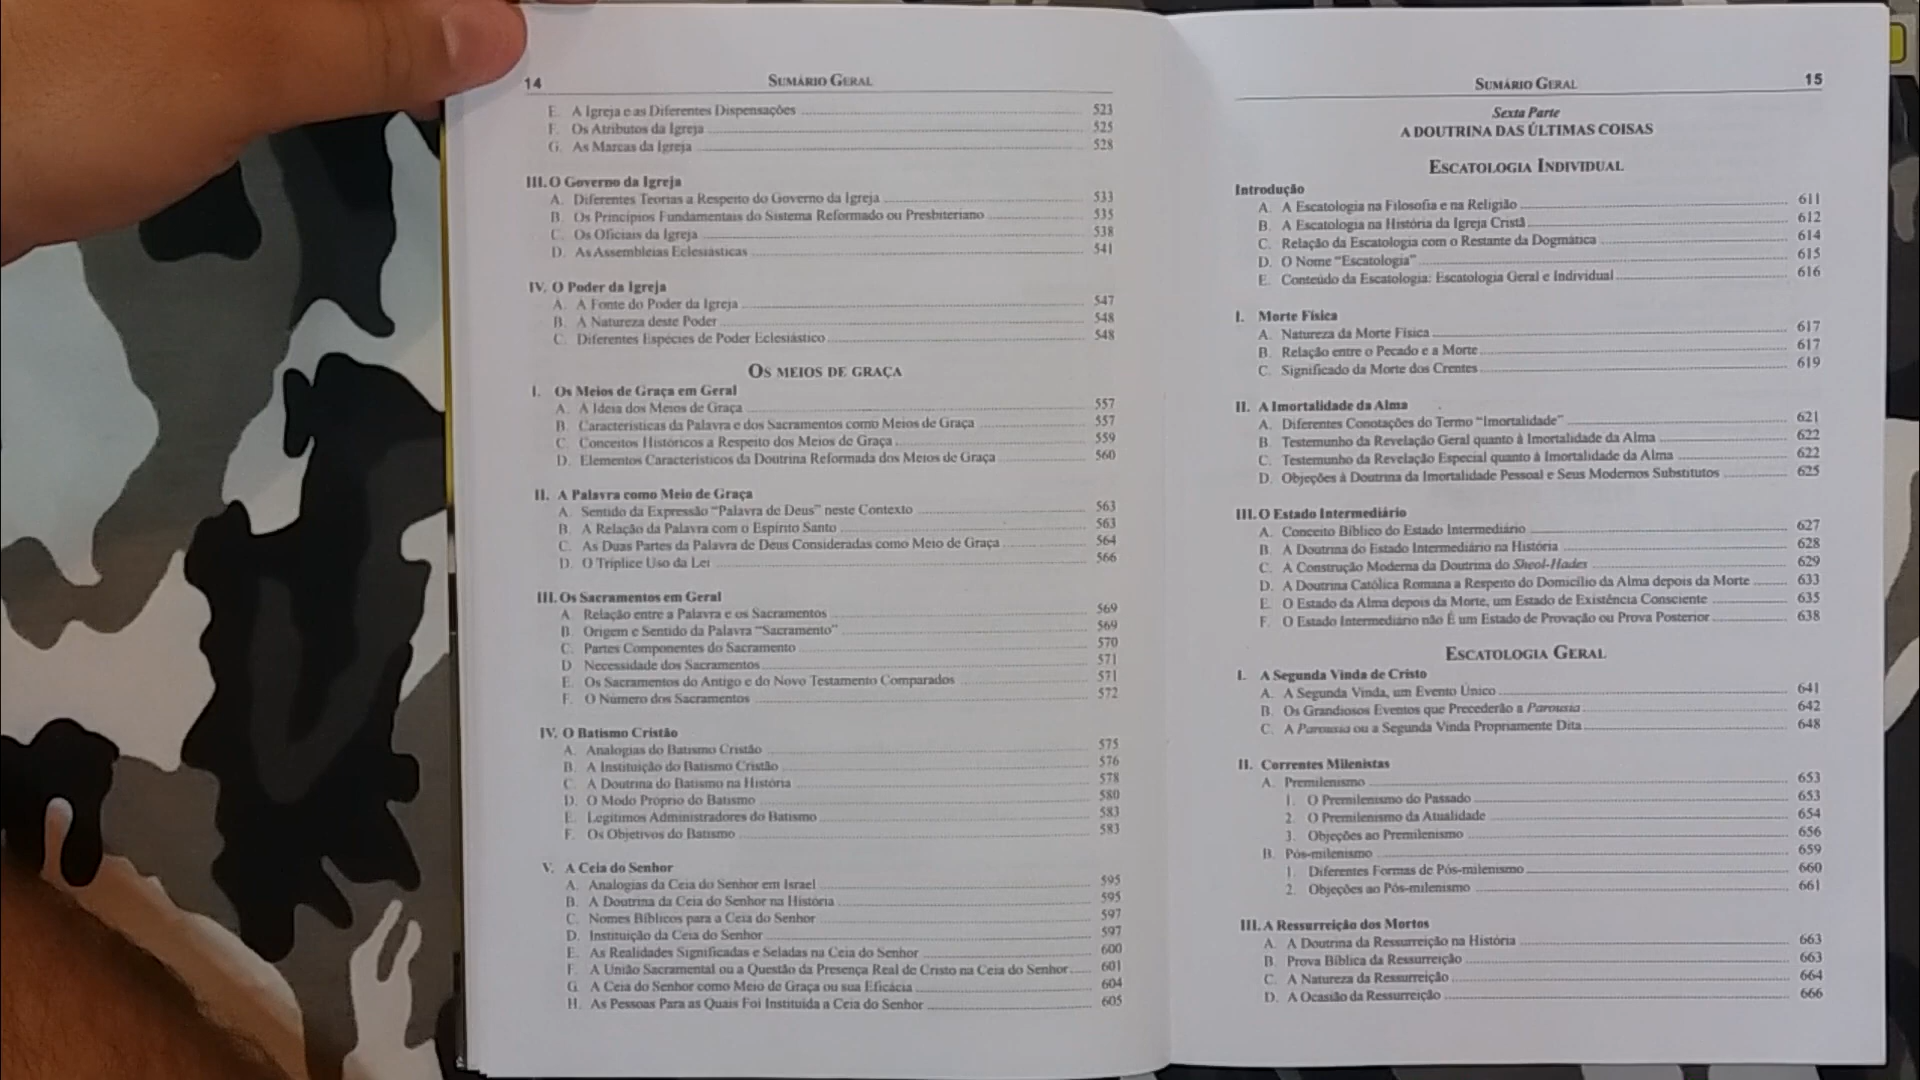 14 SUMÁRIO GERAL
E. A Igreja e as Diferentes Dispensações 523
F. Os Atributos da Igreja 525
G. As Marcas da Igreja 528
III. O Governo da Igreja
A. Diferentes Teorias a Respeito do Governo da Igreja 533
B. Os Princípios Fundamentais do Sistema Reformado ou Presbiteriano 535
C. Os Oficiais da Igreja 538
D. As Assembleias Eclesiásticas 541
IV. O Poder da Igreja
A. A Fonte do Poder da Igreja 547
B. A Natureza deste Poder 548
C. Diferentes Espécies de Poder Eclesiástico 548
OS MEIOS DE GRAÇA
I. Os Meios de Graça em Geral
A. A Ideia dos Meios de Graça 557
B. Características da Palavra e dos Sacramentos como Meios de Graça 557
C. Conceitos Históricos a Respeito dos Meios de Graça 559
D. Elementos Característicos da Doutrina Reformada dos Meios de Graça 560
II. A Palavra como Meio de Graça
A. Sentido da Expressão “Palavra de Deus” neste Contexto 563
B. A Relação da Palavra com o Espírito Santo 563
C. As Duas Partes da Palavra de Deus Consideradas como Meio de Graça 564
D. O Tríplice Uso da Lei 566
III. Os Sacramentos em Geral
A. Relação entre a Palavra e os Sacramentos 569
B. Origem e Sentido da Palavra “Sacramento” 569
C. Partes Componentes do Sacramento 570
D. Necessidade dos Sacramentos 571
E. Os Sacramentos do Antigo e do Novo Testamento Comparados 571
F. O Número dos Sacramentos 572
IV. O Batismo Cristão
A. Analogias do Batismo Cristão 575
B. A Instituição do Batismo Cristão 576
C. A Doutrina do Batismo na História 578
D. O Modo Próprio do Batismo 580
E. Legítimos Administradores do Batismo 583
F. Os Objetivos do Batismo 583
V. A Ceia do Senhor
A. Analogias da Ceia do Senhor em Israel 595
B. A Doutrina da Ceia do Senhor na História 595
C. Nomes Bíblicos para a Ceia do Senhor 597
D. Instituição da Ceia do Senhor 597
E. As Realidades Significadas e Seladas na Ceia do Senhor 600
F. A União Sacramental ou a Questão da Presença Real de Cristo na Ceia do Senhor 601
G. A Ceia do Senhor como Meio de Graça ou sua Eficácia 604
H. As Pessoas Para as Quais Foi Instituída a Ceia do Senhor 605
SUMÁRIO GERAL 15
Sexta Parte
A DOUTRINA DAS ÚLTIMAS COISAS
ESCATOLOGIA INDIVIDUAL
Introdução
A. A Escatologia na Filosofia e na Religião 611
B. A Escatologia na História da Igreja Cristã 612
C. Relação da Escatologia com o Restante da Dogmática 614
D. O Nome “Escatologia” 615
E. Conteúdo da Escatologia: Escatologia Geral e Individual 616
I. Morte Física
A. Natureza da Morte Física 617
B. Relação entre o Pecado e a Morte 617
C. Significado da Morte dos Crentes 619
II. A Imortalidade da Alma
A. Diferentes Conotações do Termo “Imortalidade” 621
B. Testemunho da Revelação Geral quanto à Imortalidade da Alma 622
C. Testemunho da Revelação Especial quanto à Imortalidade da Alma 622
D. Objeções à Doutrina da Imortalidade Pessoal e Seus Modernos Substitutos 625
III. O Estado Intermediário
A. Conceito Bíblico do Estado Intermediário 627
B. A Doutrina do Estado Intermediário na História 628
C. A Construção Moderna da Doutrina do Sheol-Hades 629
D. A Doutrina Católica Romana a Respeito do Domicílio da Alma depois da Morte 633
E. O Estado da Alma depois da Morte, um Estado de Existência Consciente 635
F. O Estado Intermediário não É um Estado de Provação ou Prova Posterior 638
ESCATOLOGIA GERAL
I. A Segunda Vinda de Cristo
A. A Segunda Vinda, um Evento Único 641
B. Os Grandiosos Eventos que Precederão a Parousia 642
C. A Parousia ou a Segunda Vinda Propriamente Dita 648
II. Correntes Milenistas
A. Premilenismo 653
1. O Premilenismo do Passado 653
2. O Premilenismo da Atualidade 654
3. Objeções ao Premilenismo 656
B. Pós-milenismo 659
1. Diferentes Formas de Pós-milenismo 660
2. Objeções ao Pós-milenismo 661
III. A Ressurreição dos Mortos
A. A Doutrina da Ressurreição na História 663
B. Prova Bíblica da Ressurreição 663
C. A Natureza da Ressurreição 664
D. A Ocasião da Ressurreição 666